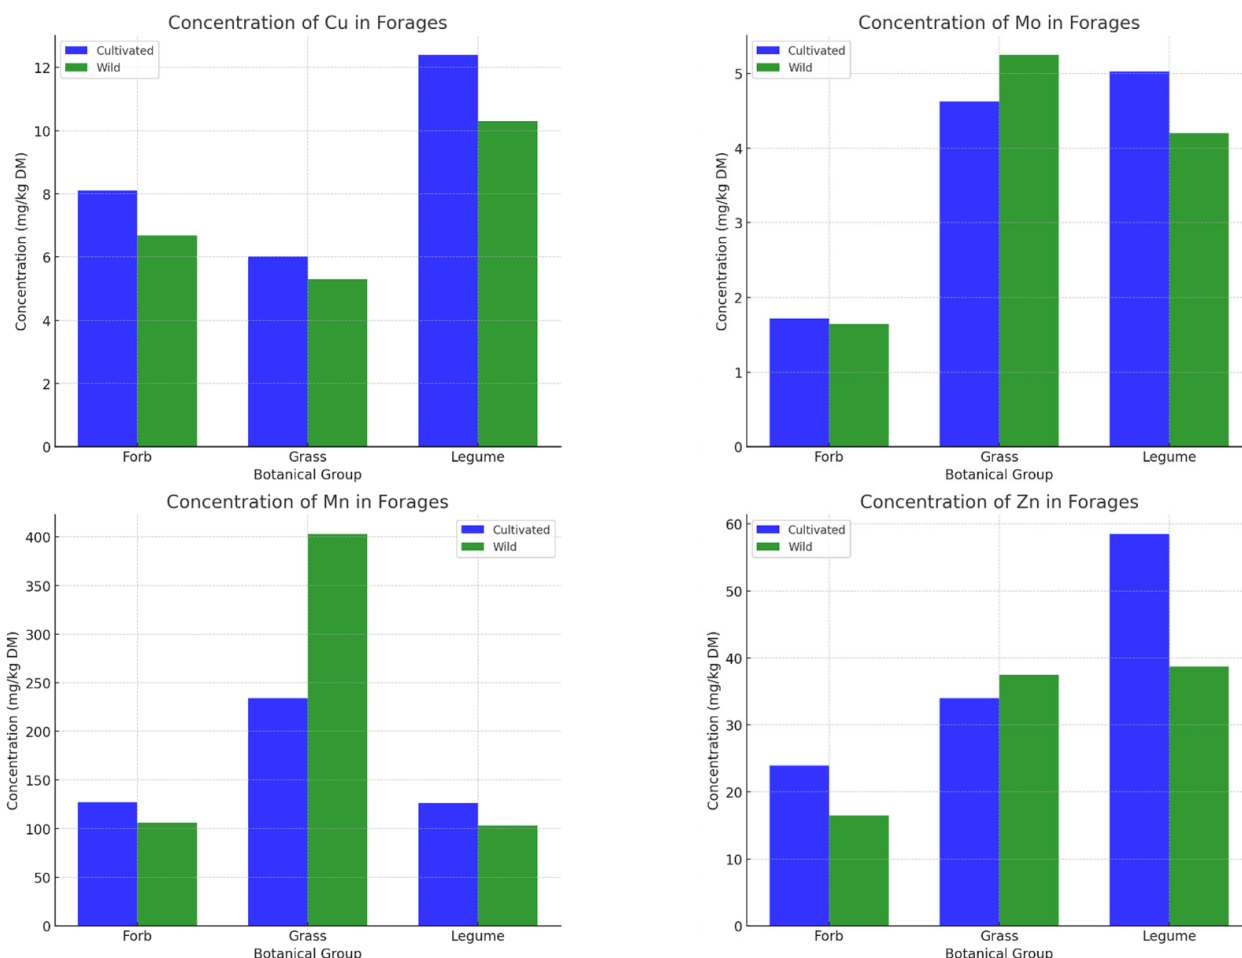 Concentration of Cu in Forages
Cultivated
Wild
Concentration (mg/kg DM)
0
2
4
6
8
10
12
Forb
Grass
Legume
Botanical Group
Concentration of Mo in Forages
Cultivated
Wild
Concentration (mg/kg DM)
0
1
2
3
4
5
Forb
Grass
Legume
Botanical Group
Concentration of Mn in Forages
Cultivated
Wild
Concentration (mg/kg DM)
0
50
100
150
200
250
300
350
400
Forb
Grass
Legume
Botanical Group
Concentration of Zn in Forages
Cultivated
Wild
Concentration (mg/kg DM)
0
10
20
30
40
50
60
Forb
Grass
Legume
Botanical Group